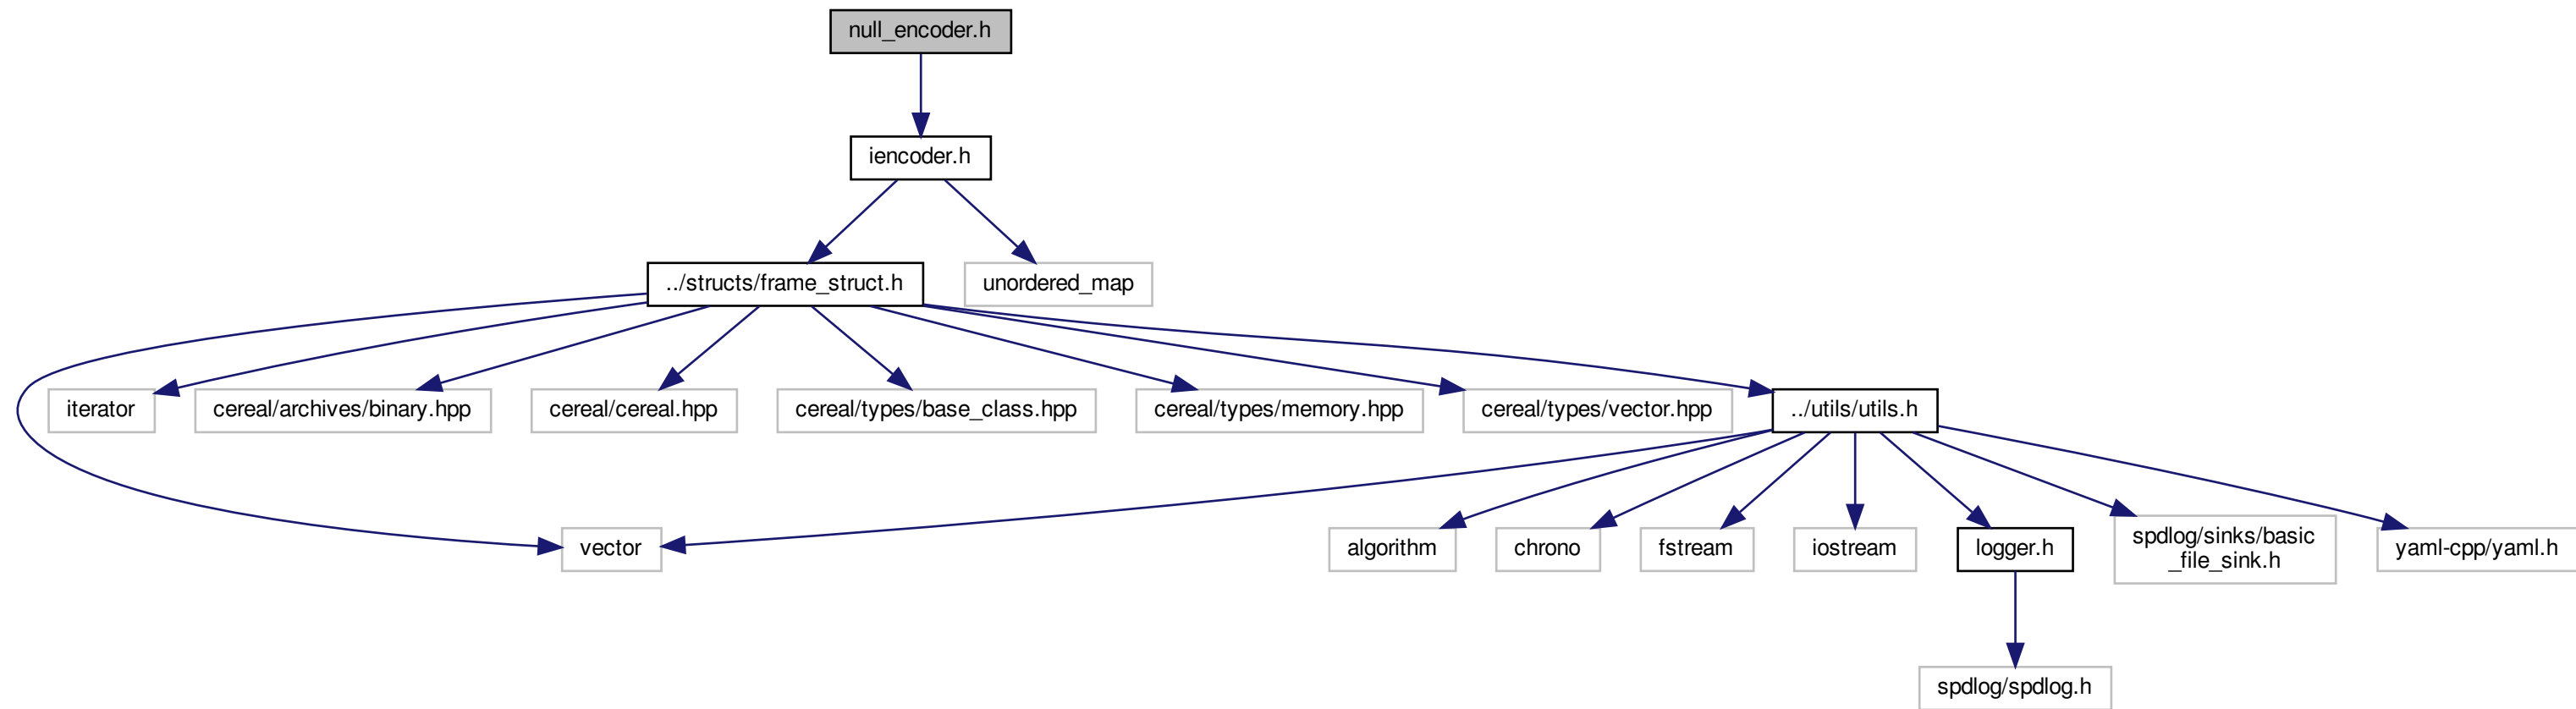 null_encoder.h
iencoder.h
../structs/frame_struct.h
unordered_map
iterator
cereal/archives/binary.hpp
cereal/cereal.hpp
cereal/types/base_class.hpp
cereal/types/memory.hpp
cereal/types/vector.hpp
../utils/utils.h
vector
algorithm
chrono
fstream
iostream
logger.h
spdlog/sinks/basic
_file_sink.h
yaml-cpp/yaml.h
spdlog/spdlog.h